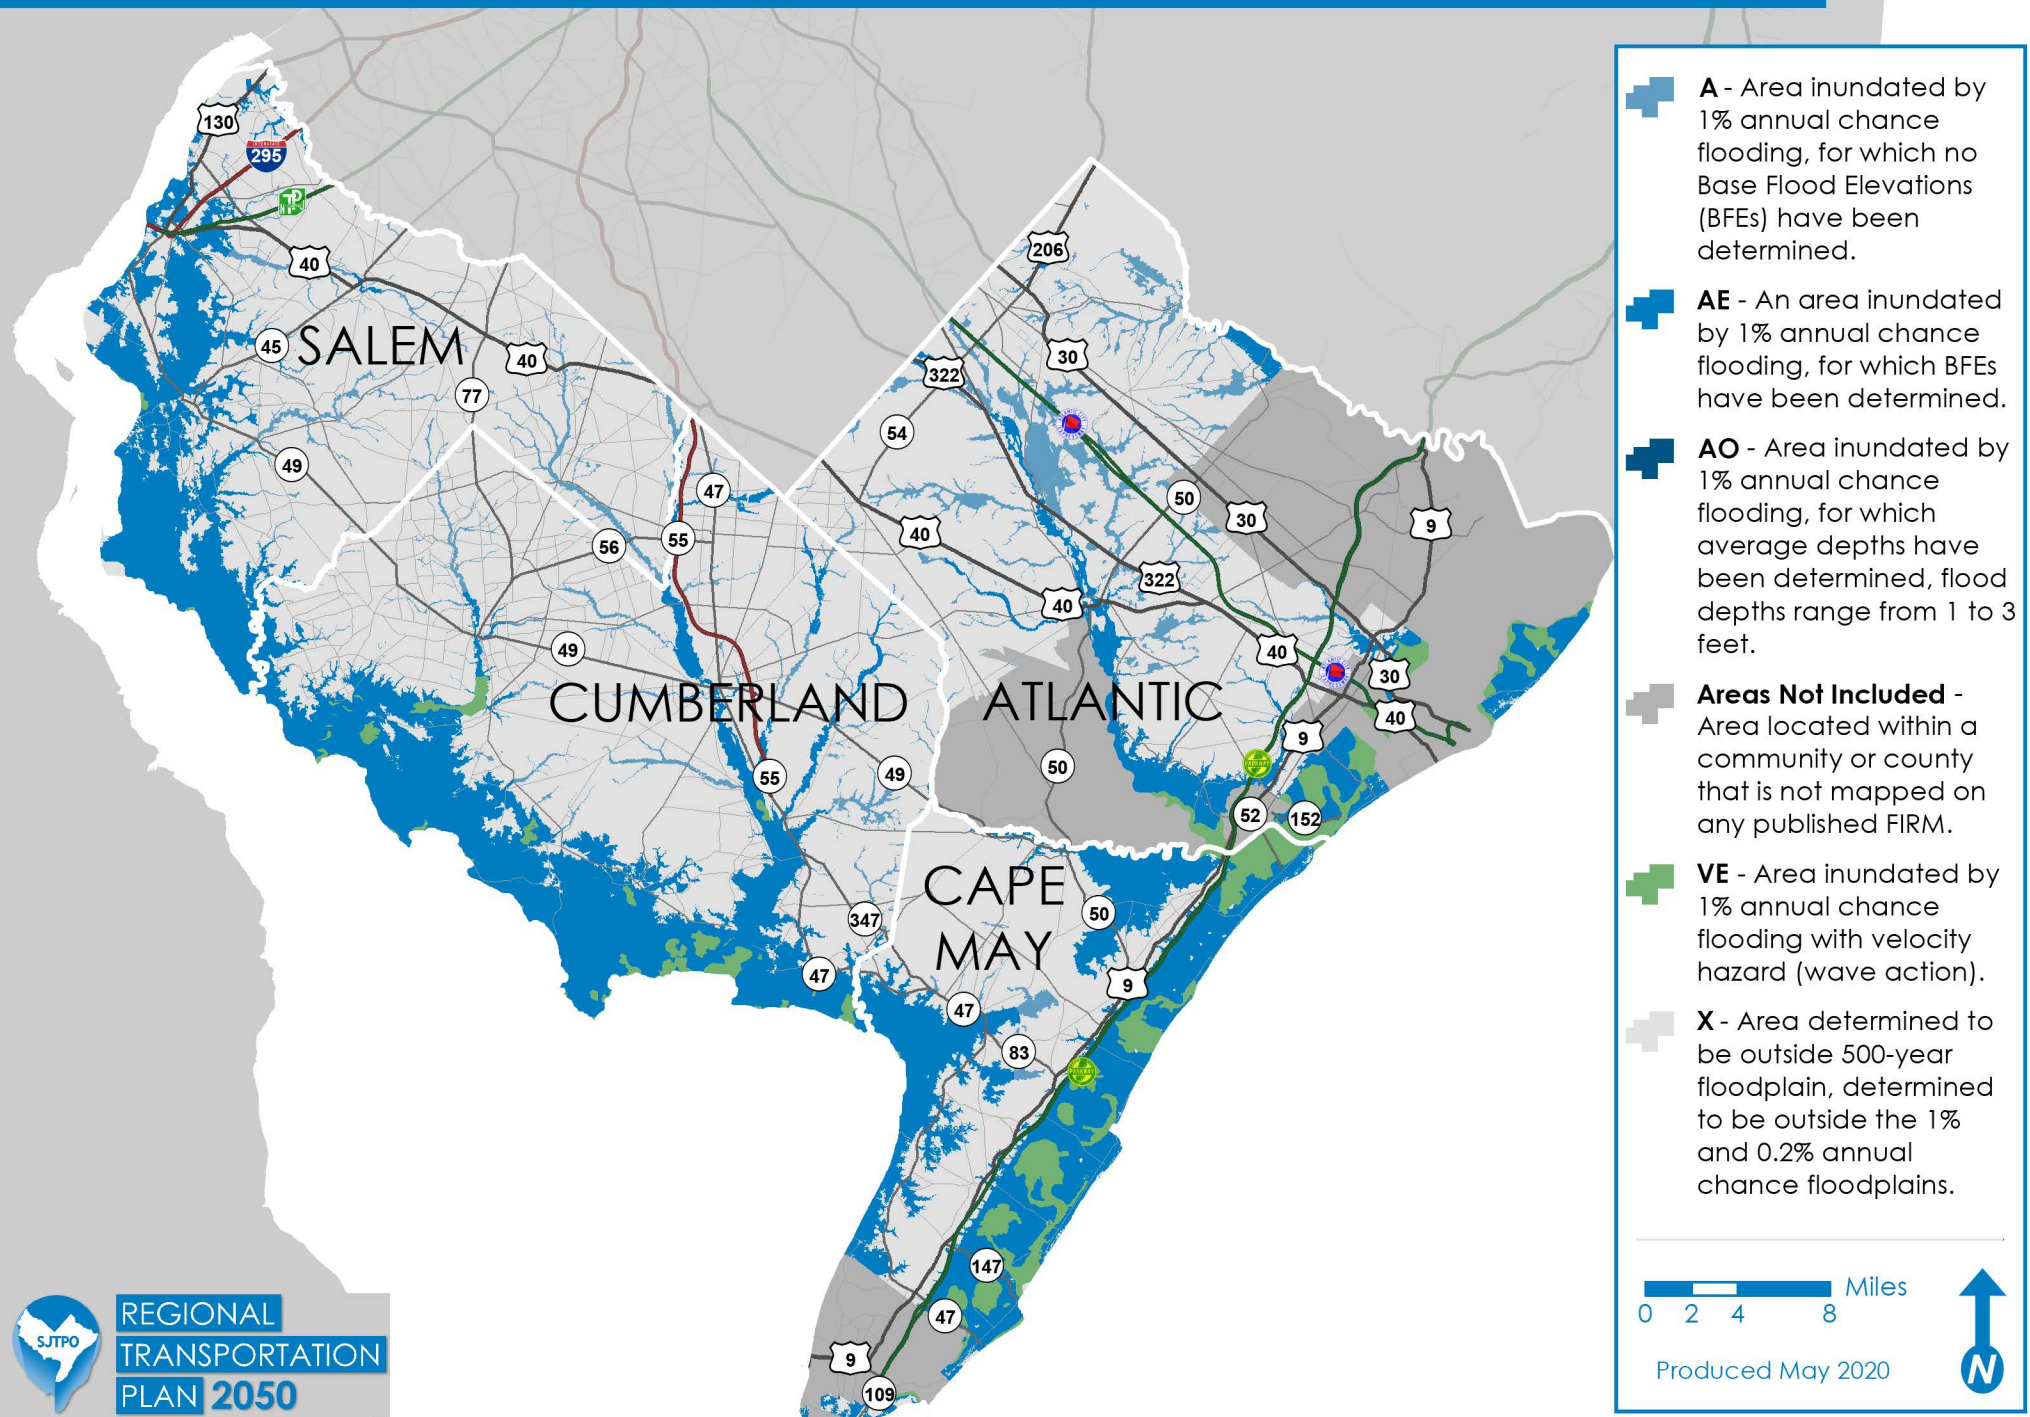 130
INTERSTATE
295
TP
40
45
SALEM
40
77
49
206
30
322
54
47
50
56
55
40
30
9
322
40
49
40
30
CUMBERLAND
ATLANTIC
40
9
50
PARKWAY
55
49
52
152
CAPE
MAY
50
347
47
9
47
83
PARKWAY
147
47
9
109
A - Area inundated by
1% annual chance
flooding, for which no
Base Flood Elevations
(BFEs) have been
determined.
AE - An area inundated
by 1% annual chance
flooding, for which BFEs
have been determined.
AO - Area inundated by
1% annual chance
flooding, for which
average depths have
been determined, flood
depths range from 1 to 3
feet.
Areas Not Included -
Area located within a
community or county
that is not mapped on
any published FIRM.
VE - Area inundated by
1% annual chance
flooding with velocity
hazard (wave action).
X - Area determined to
be outside 500-year
floodplain, determined
to be outside the 1%
and 0.2% annual
chance floodplains.
Miles
0 2 4 8
Produced May 2020
N
SJTPO
REGIONAL
TRANSPORTATION
PLAN 2050